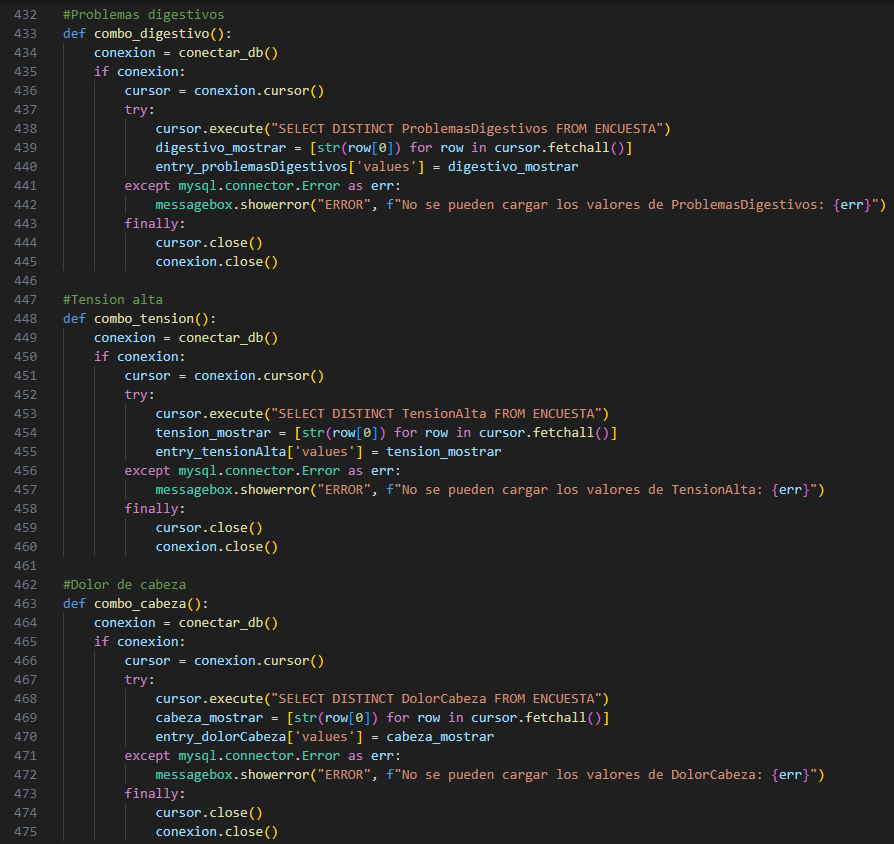 432 #Problemas digestivos
433 def combo_digestivo():
434     conexion = conectar_db()
435     if conexion:
436         cursor = conexion.cursor()
437         try:
438             cursor.execute("SELECT DISTINCT ProblemasDigestivos FROM ENCUESTA")
439             digestivo_mostrar = [str(row[0]) for row in cursor.fetchall()]
440             entry_problemasDigestivos['values'] = digestivo_mostrar
441         except mysql.connector.Error as err:
442             messagebox.showerror("ERROR", f"No se pueden cargar los valores de ProblemasDigestivos: {err}")
443         finally:
444             cursor.close()
445             conexion.close()
446
447 #Tension alta
448 def combo_tension():
449     conexion = conectar_db()
450     if conexion:
451         cursor = conexion.cursor()
452         try:
453             cursor.execute("SELECT DISTINCT TensionAlta FROM ENCUESTA")
454             tension_mostrar = [str(row[0]) for row in cursor.fetchall()]
455             entry_tensionAlta['values'] = tension_mostrar
456         except mysql.connector.Error as err:
457             messagebox.showerror("ERROR", f"No se pueden cargar los valores de TensionAlta: {err}")
458         finally:
459             cursor.close()
460             conexion.close()
461
462 #Dolor de cabeza
463 def combo_cabeza():
464     conexion = conectar_db()
465     if conexion:
466         cursor = conexion.cursor()
467         try:
468             cursor.execute("SELECT DISTINCT DolorCabeza FROM ENCUESTA")
469             cabeza_mostrar = [str(row[0]) for row in cursor.fetchall()]
470             entry_dolorCabeza['values'] = cabeza_mostrar
471         except mysql.connector.Error as err:
472             messagebox.showerror("ERROR", f"No se pueden cargar los valores de DolorCabeza: {err}")
473         finally:
474             cursor.close()
475             conexion.close()